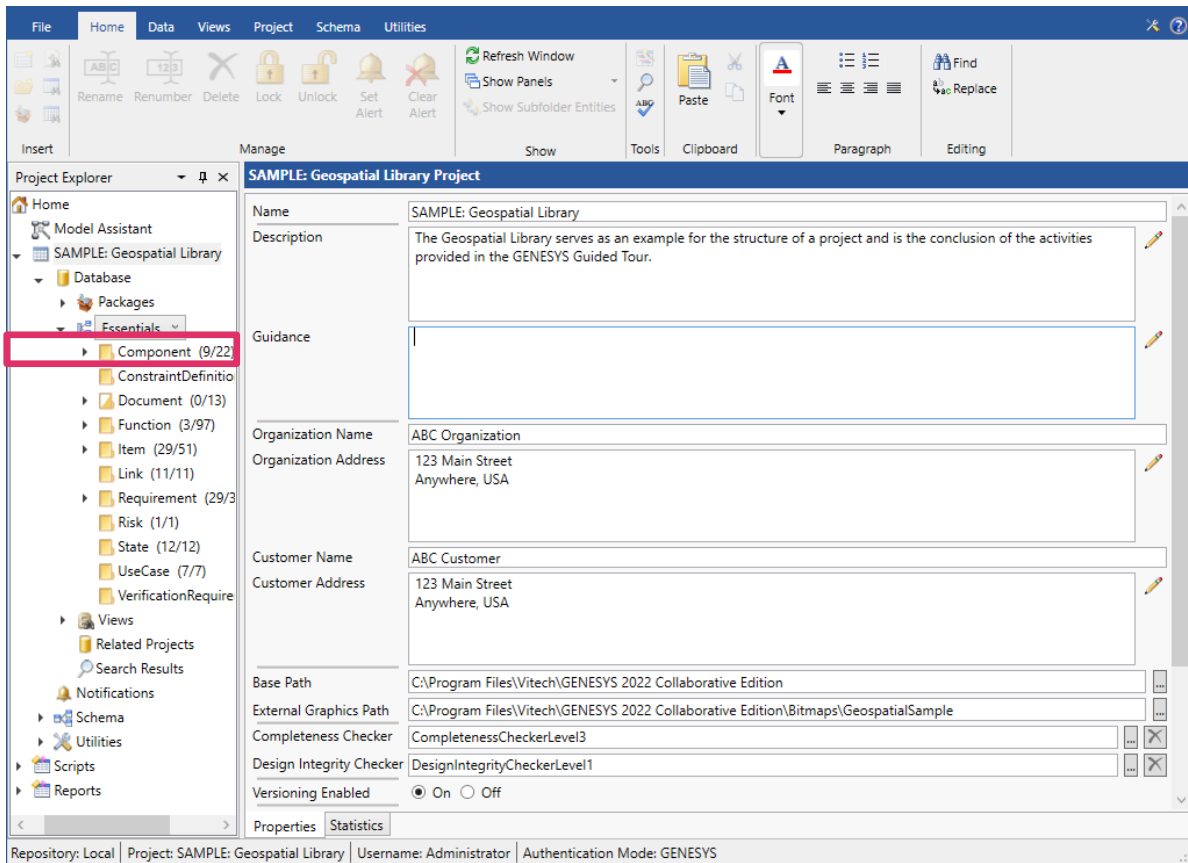 File Home Data Views Project Schema Utilities
Refresh Window
Show Panels
Show Subfolder Entities
Rename Renumber Delete Lock Unlock Set Alert Clear Alert
Paste
Font
Find
Replace
Insert Manage Show Tools Clipboard Paragraph Editing
Project Explorer
SAMPLE: Geospatial Library Project
Home
Model Assistant
SAMPLE: Geospatial Library
Database
Packages
Essentials
Component (9/22)
ConstraintDefinitio
Document (0/13)
Function (3/97)
Item (29/51)
Link (11/11)
Requirement (29/3
Risk (1/1)
State (12/12)
UseCase (7/7)
VerificationRequire
Views
Related Projects
Search Results
Notifications
Schema
Utilities
Scripts
Reports
Name SAMPLE: Geospatial Library
Description The Geospatial Library serves as an example for the structure of a project and is the conclusion of the activities
provided in the GENESYS Guided Tour.
Guidance
Organization Name ABC Organization
Organization Address 123 Main Street
Anywhere, USA
Customer Name ABC Customer
Customer Address 123 Main Street
Anywhere, USA
Base Path C:\Program Files\Vitech\GENESYS 2022 Collaborative Edition ...
External Graphics Path C:\Program Files\Vitech\GENESYS 2022 Collaborative Edition\Bitmaps\GeospatialSample ...
Completeness Checker CompletenessCheckerLevel3 ...
Design Integrity Checker DesignIntegrityCheckerLevel1 ...
Versioning Enabled On Off
Properties Statistics
Repository: Local Project: SAMPLE: Geospatial Library Username: Administrator Authentication Mode: GENESYS